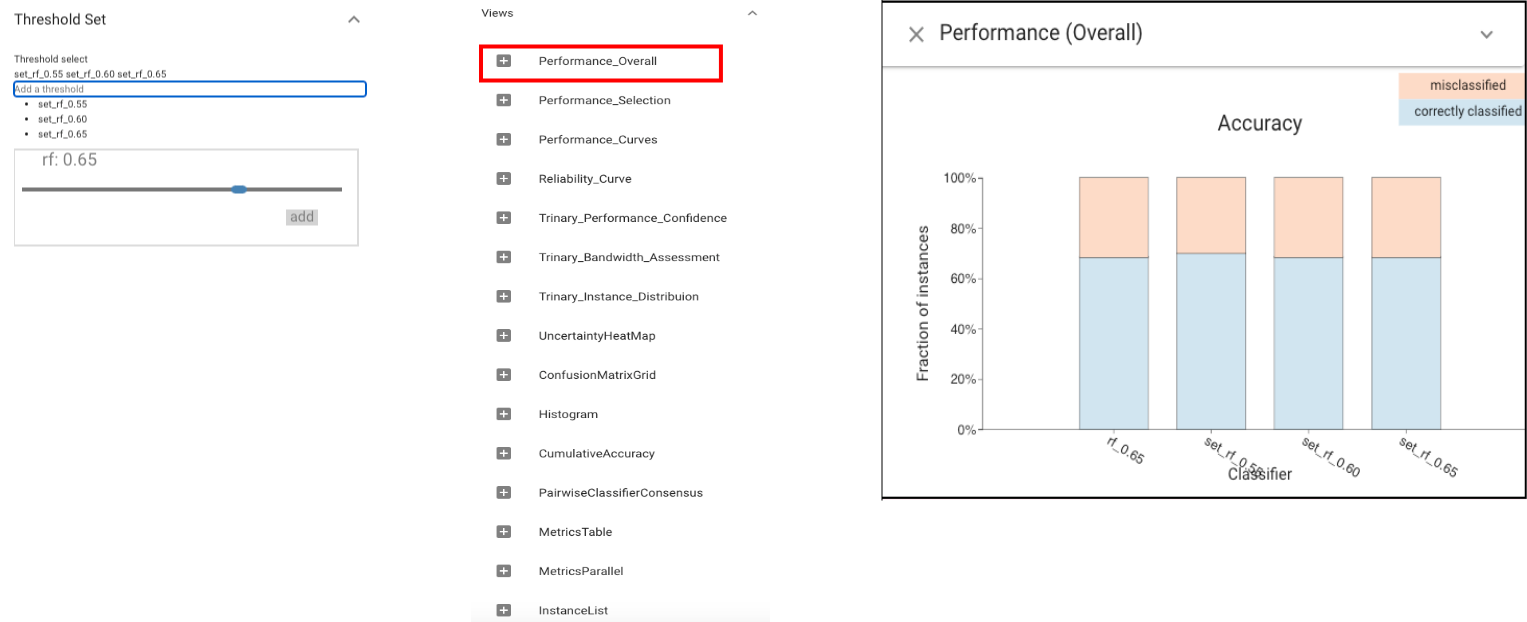 Threshold Set
Threshold select
set_rf_0.55 set_rf_0.60 set_rf_0.65
Add a threshold
set_rf_0.55
set_rf_0.60
set_rf_0.65
rf: 0.65
add
Views
Performance_Overall
Performance_Selection
Performance_Curves
Reliability_Curve
Trinary_Performance_Confidence
Trinary_Bandwidth_Assessment
Trinary_Instance_Distribuion
UncertaintyHeatMap
ConfusionMatrixGrid
Histogram
CumulativeAccuracy
PairwiseClassifierConsensus
MetricsTable
MetricsParallel
InstanceList
Performance (Overall)
misclassified
correctly classified
Accuracy
Fraction of instances
100%
80%
60%
40%
20%
0%
rf_0.65
set_rf_0.55
set_rf_0.60
set_rf_0.65
Classifier